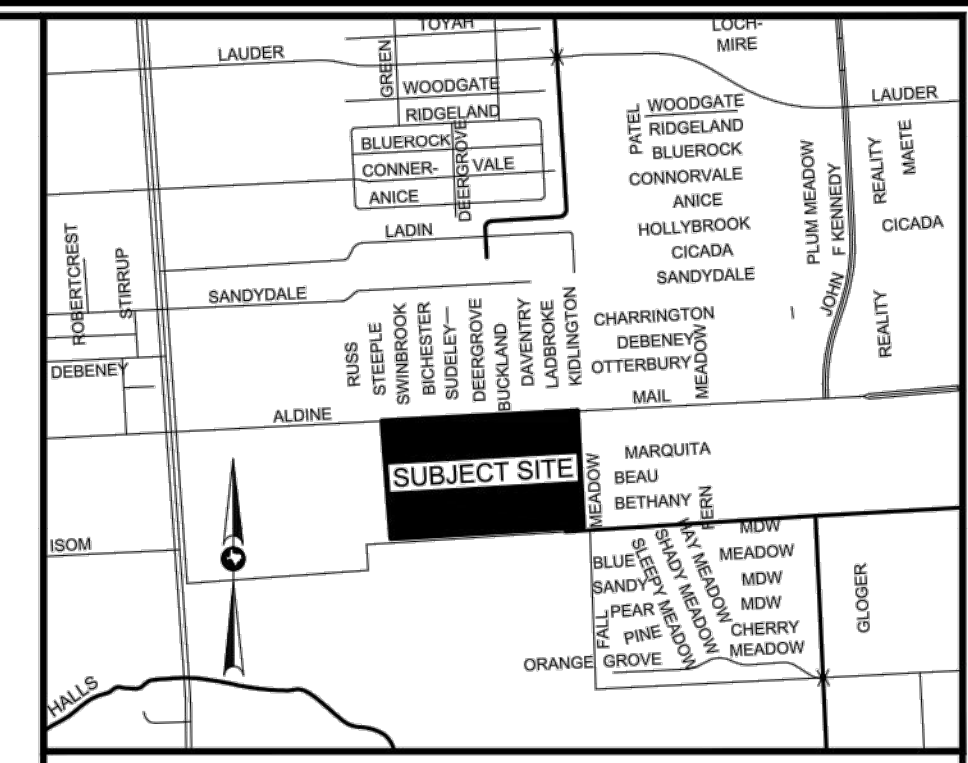 TOYAH
LOCH-
MIRE
LAUDER
GREEN
WOODGATE
RIDGELAND
BLUEROCK
CONNER-
VALE
ANICE
DEERGROVE
LADIN
PATEL
WOODGATE
RIDGELAND
BLUEROCK
CONNORVALE
ANICE
HOLLYBROOK
CICADA
SANDYDALE
PLUM MEADOW
JOHN F KENNEDY
LAUDER
REALITY
MAETE
CICADA
REALITY
ROBERTCREST
STIRRUP
SANDYDALE
DEBENEY
RUSS
STEEPLE
SWINBROOK
BICHESTER
SUDELEY
DEERGROVE
BUCKLAND
DAVENTRY
LADBROKE
KIDLINGTON
CHARRINGTON
DEBENEY
OTTERBURY
MEADOW
ALDINE
MAIL
SUBJECT SITE
MEADOW
MARQUITA
BEAU
BETHANY
FERN
ISOM
BLUE
SANDY
PEAR
PINE
FALL
ORANGE GROVE
SLEEPY MEADOW
SHADY MEADOW
HAY MEADOW
MDW
MEADOW
MDW
MDW
CHERRY
MEADOW
GLOGER
HALLS